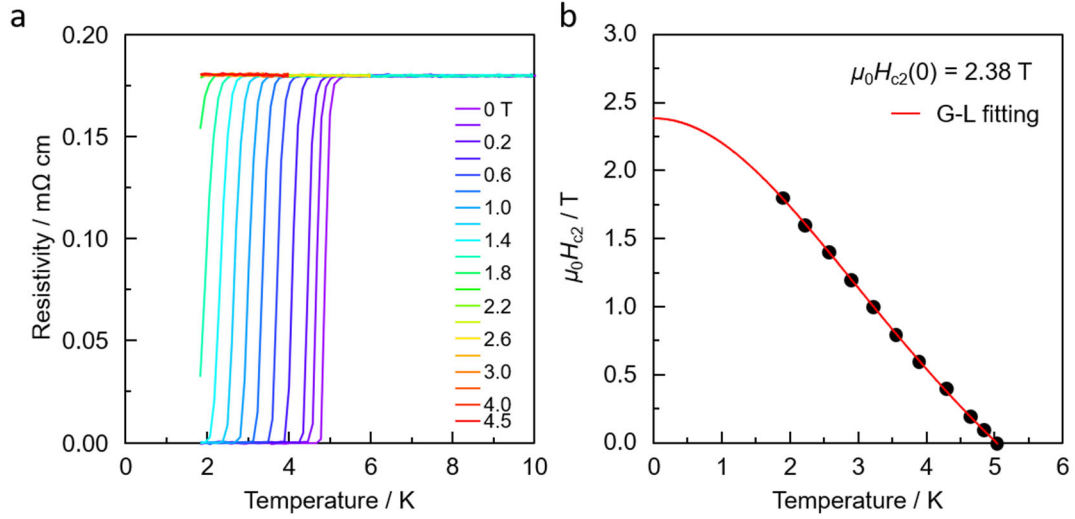 a
0.20
0.15
0.10
0.05
0.00
Resistivity / mΩ cm
0 T
0.2
0.6
1.0
1.4
1.8
2.2
2.6
3.0
4.0
4.5
0 2 4 6 8 10
Temperature / K
b
3.0
2.5
2.0
1.5
1.0
0.5
0.0
μ₀Hc2 / T
μ₀Hc2(0) = 2.38 T
G-L fitting
0 1 2 3 4 5 6
Temperature / K